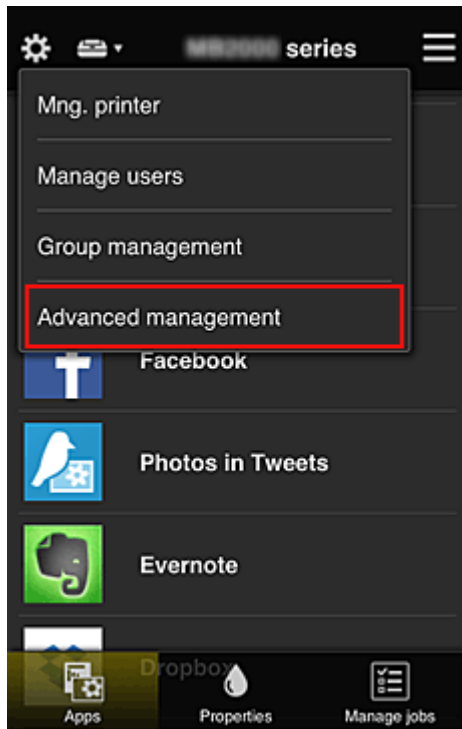 series
Mng. printer
Manage users
Group management
Advanced management
Facebook
Photos in Tweets
Evernote
Dropbox
Apps
Properties
Manage jobs